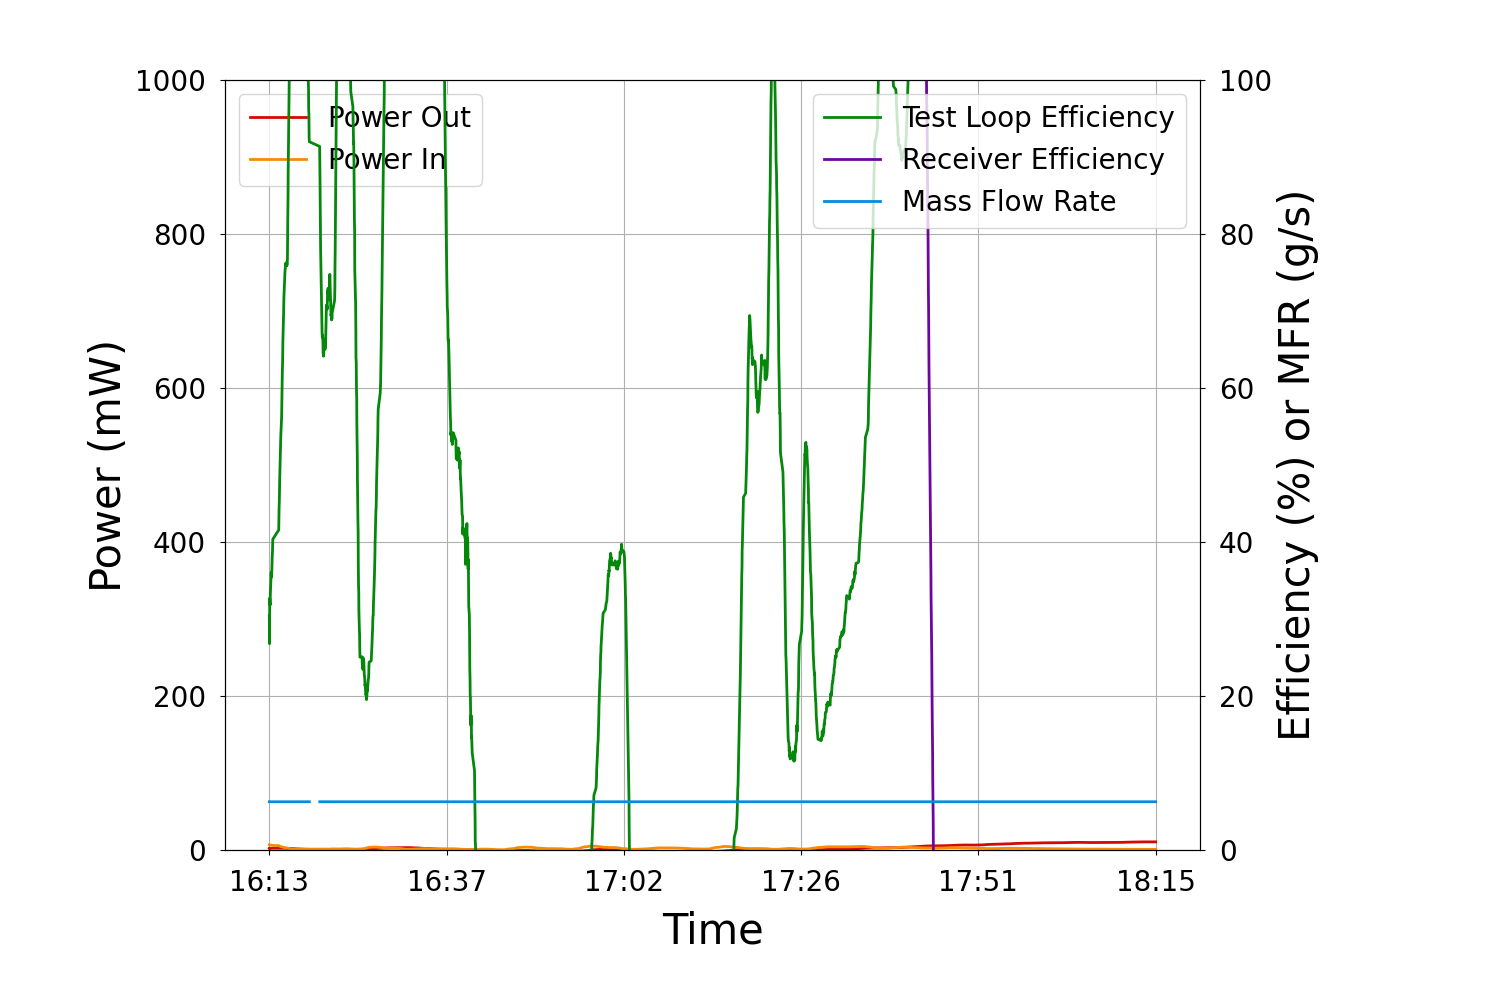 1000
800
600
400
200
0
Power (mW)
Power Out
Power In
Test Loop Efficiency
Receiver Efficiency
Mass Flow Rate
100
80
60
40
20
0
Efficiency (%) or MFR (g/s)
16:13 16:37 17:02 17:26 17:51 18:15
Time